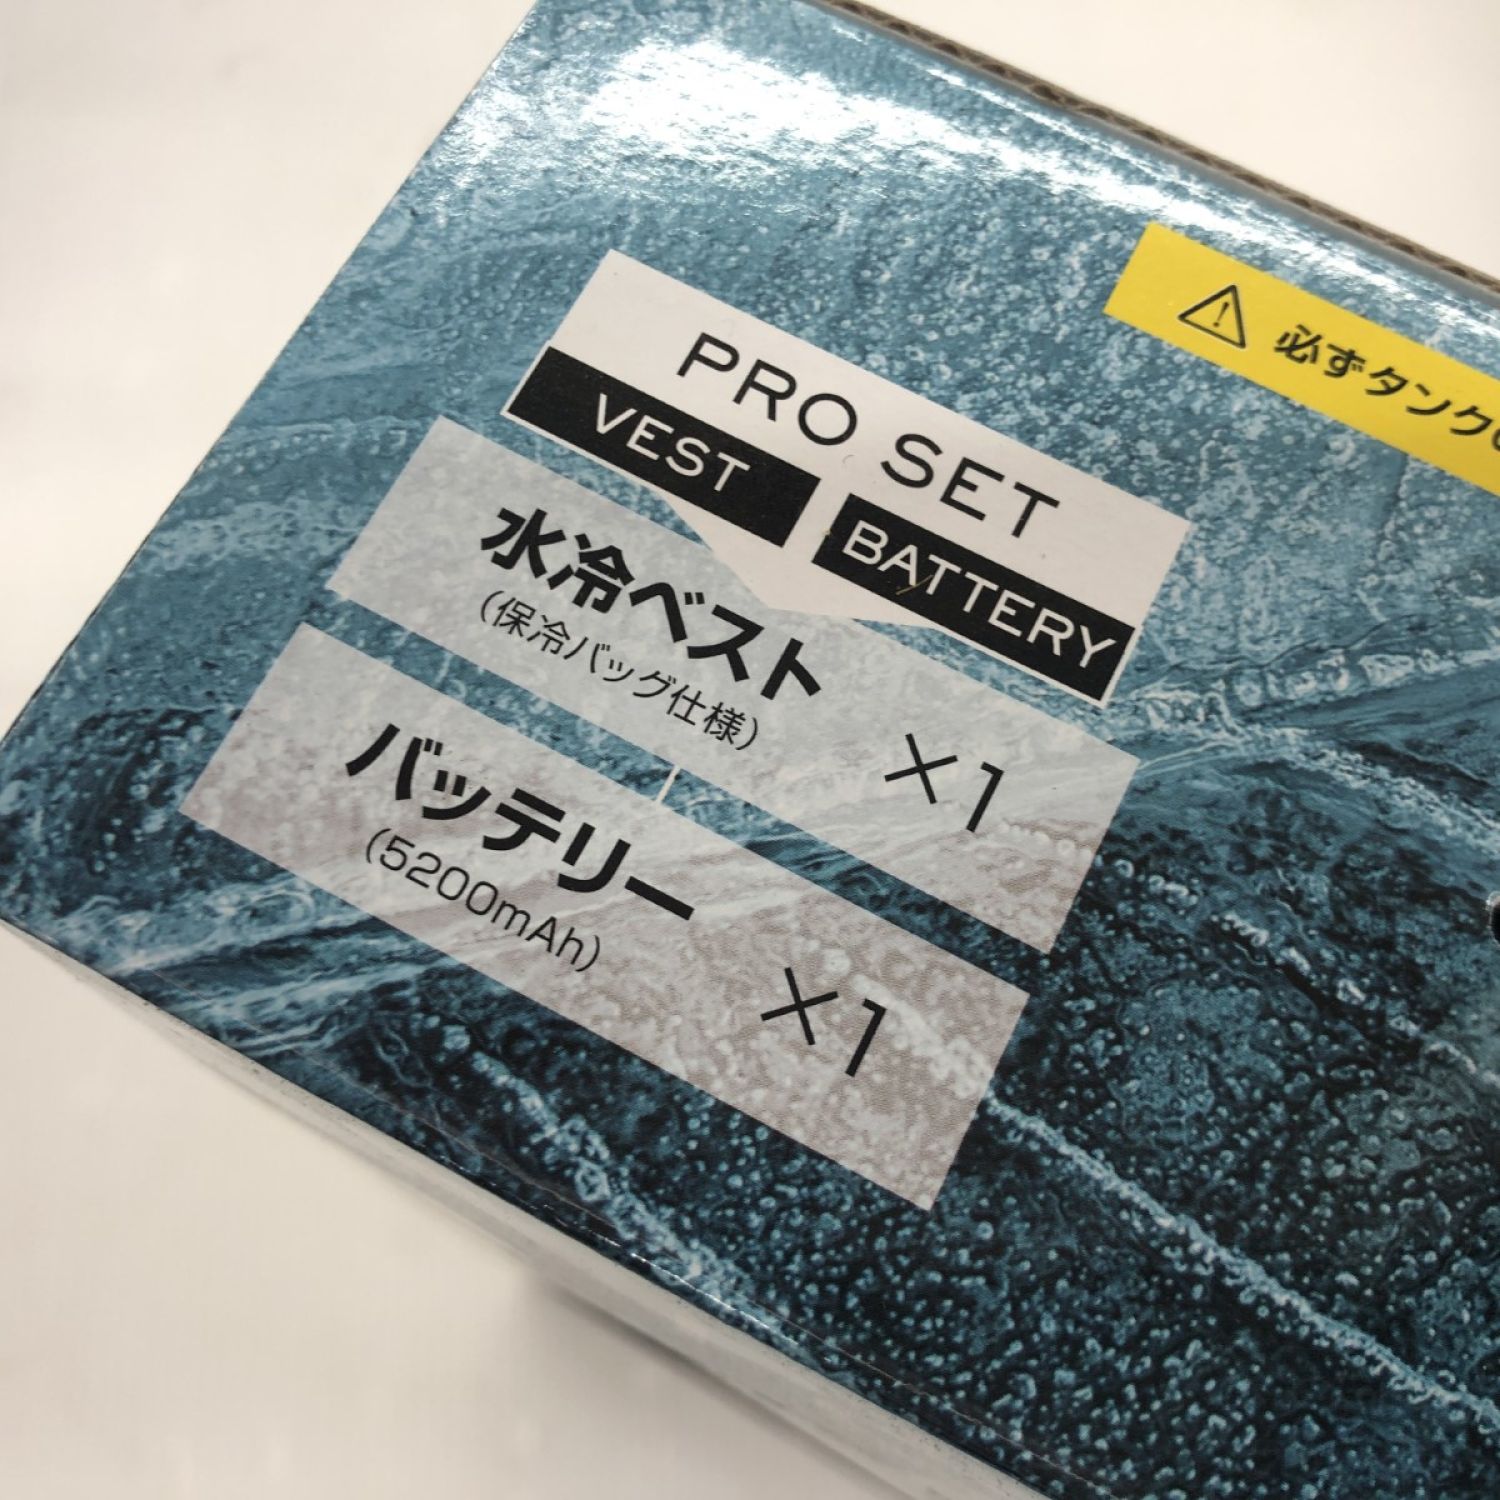 ⚠ 必ずタンク
PRO SET
VEST BATTERY
水冷ベスト
(保冷バッグ仕様)
×1
バッテリー
(5200mAh)
×1